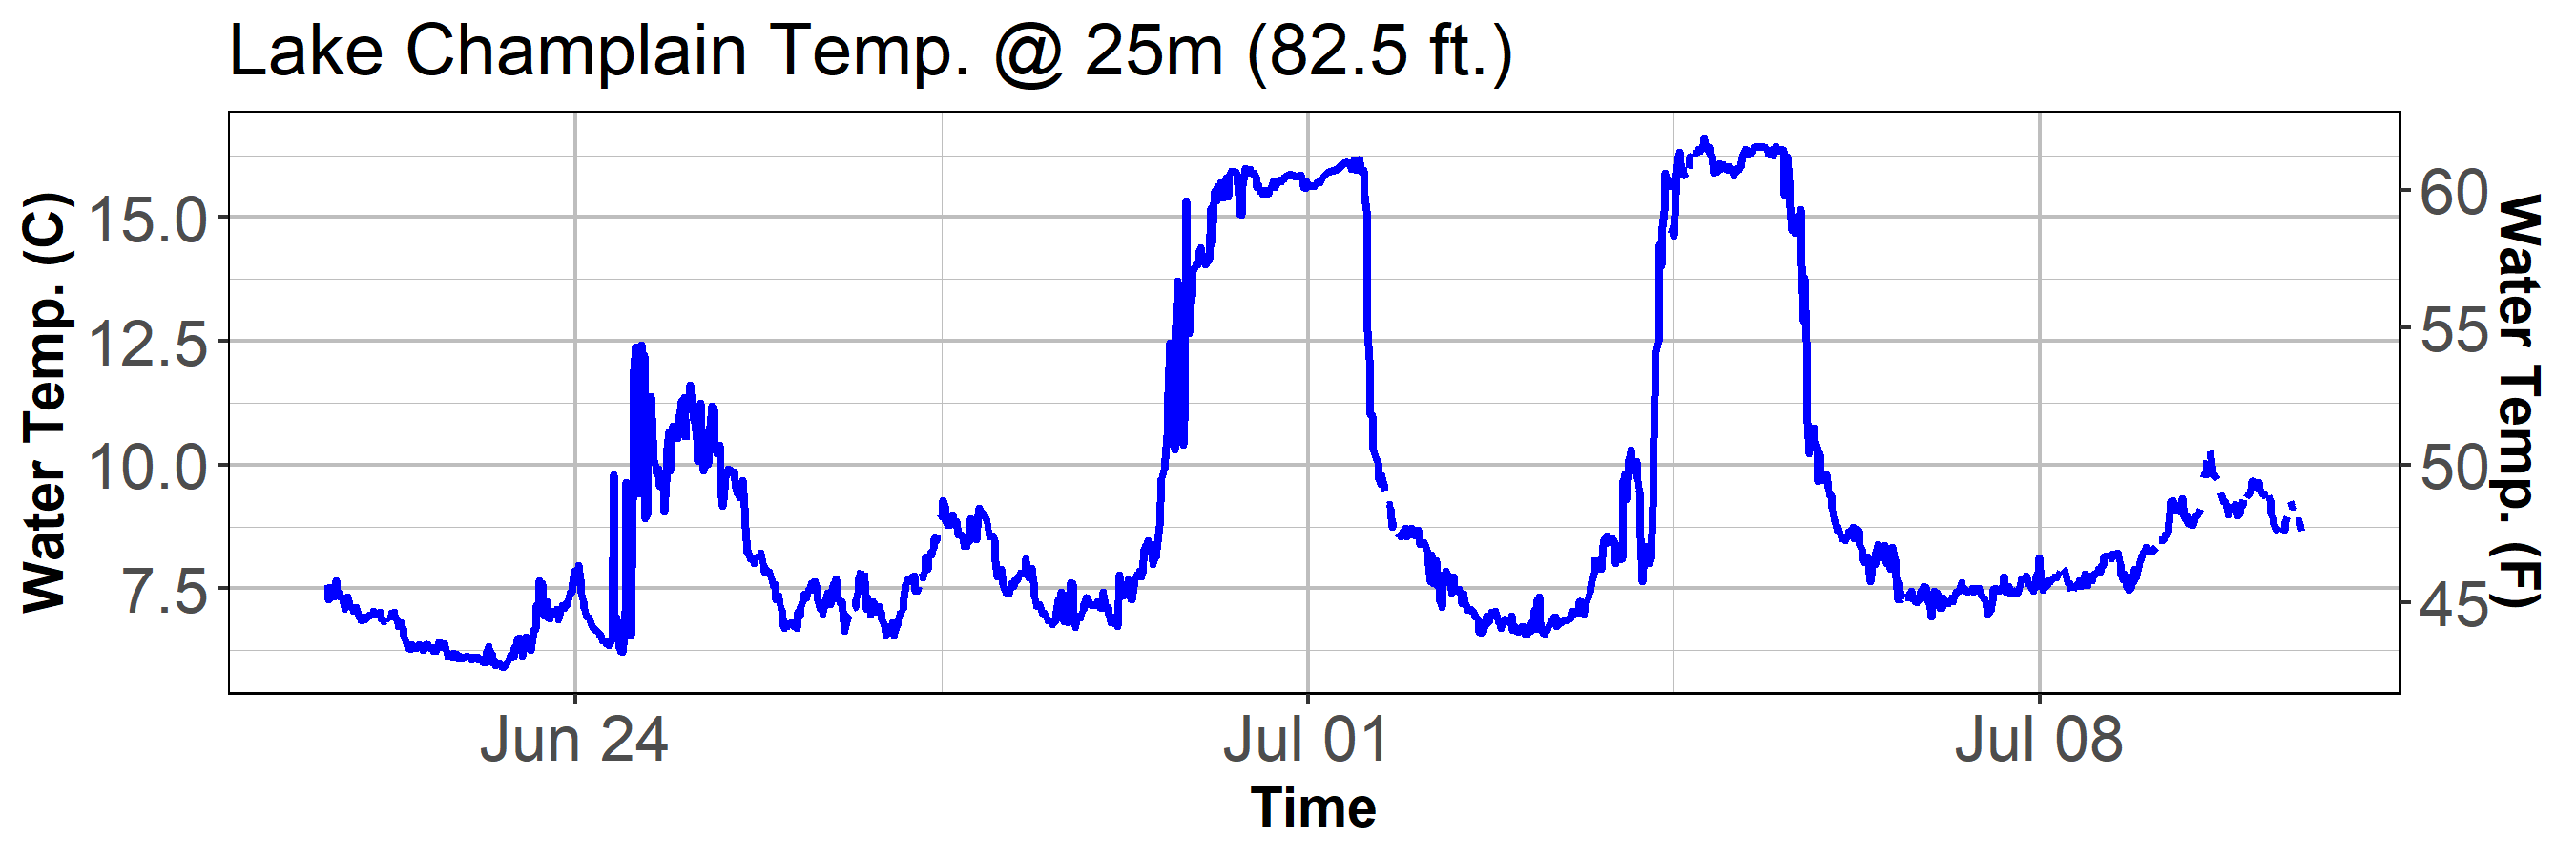 Lake Champlain Temp. @ 25m (82.5 ft.)
Water Temp. (C)
15.0
12.5
10.0
7.5
60
55
50
45
Water Temp. (F)
Jun 24
Jul 01
Jul 08
Time